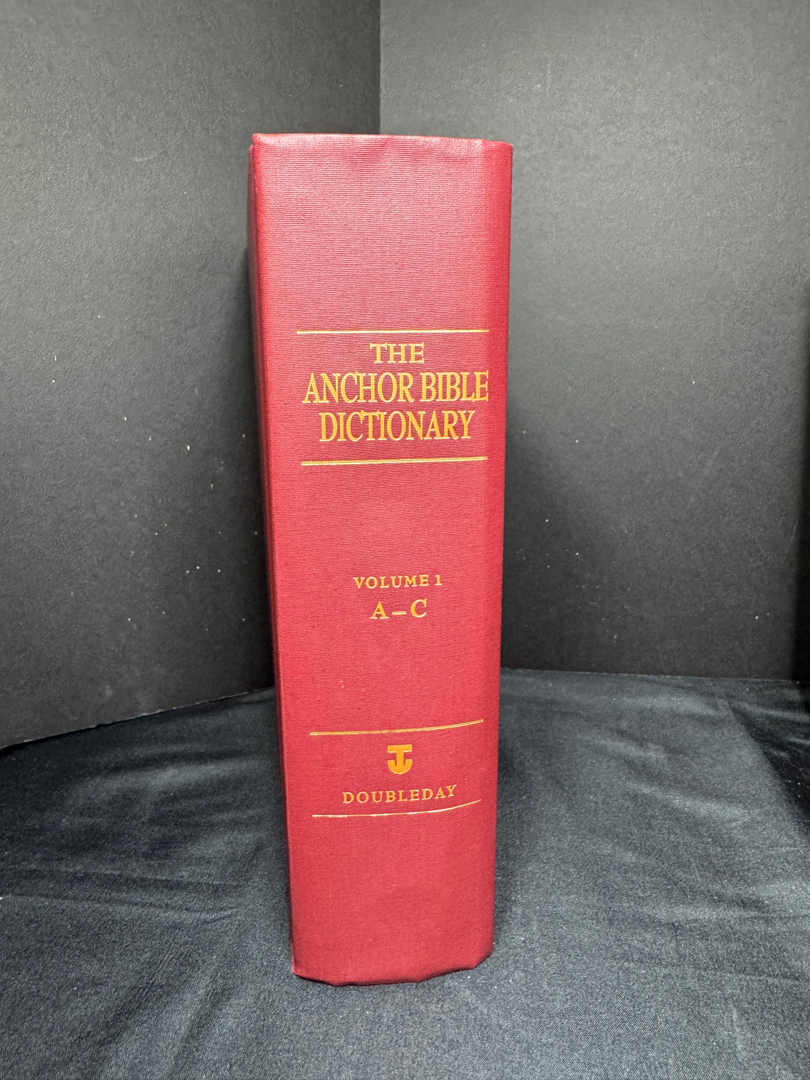 THE
ANCHOR BIBLE
DICTIONARY
VOLUME 1
A–C
DOUBLEDAY